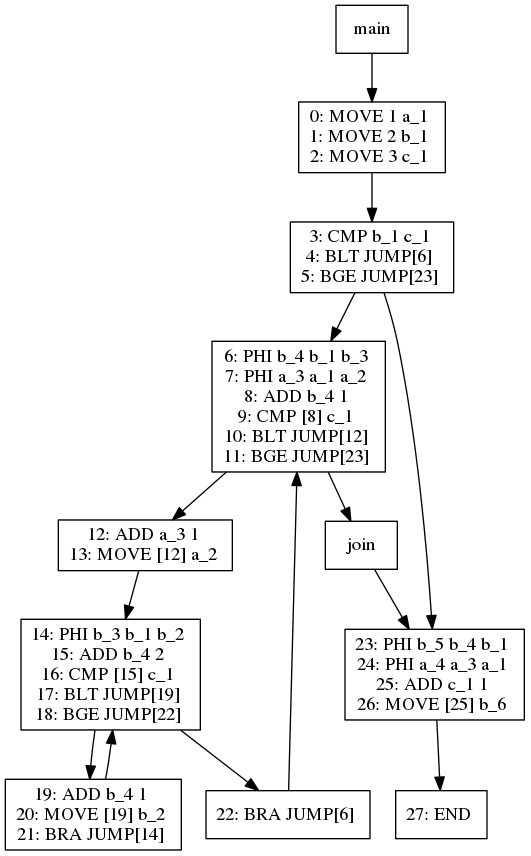 main
0: MOVE 1 a_1
1: MOVE 2 b_1
2: MOVE 3 c_1
3: CMP b_1 c_1
4: BLT JUMP[6]
5: BGE JUMP[23]
6: PHI b_4 b_1 b_3
7: PHI a_3 a_1 a_2
8: ADD b_4 1
9: CMP [8] c_1
10: BLT JUMP[12]
11: BGE JUMP[23]
12: ADD a_3 1
13: MOVE [12] a_2
join
14: PHI b_3 b_1 b_2
15: ADD b_4 2
16: CMP [15] c_1
17: BLT JUMP[19]
18: BGE JUMP[22]
23: PHI b_5 b_4 b_1
24: PHI a_4 a_3 a_1
25: ADD c_1 1
26: MOVE [25] b_6
19: ADD b_4 1
20: MOVE [19] b_2
21: BRA JUMP[14]
22: BRA JUMP[6]
27: END